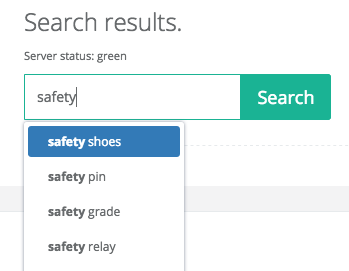 Search results.
Server status: green
safety Search
safety shoes
safety pin
safety grade
safety relay